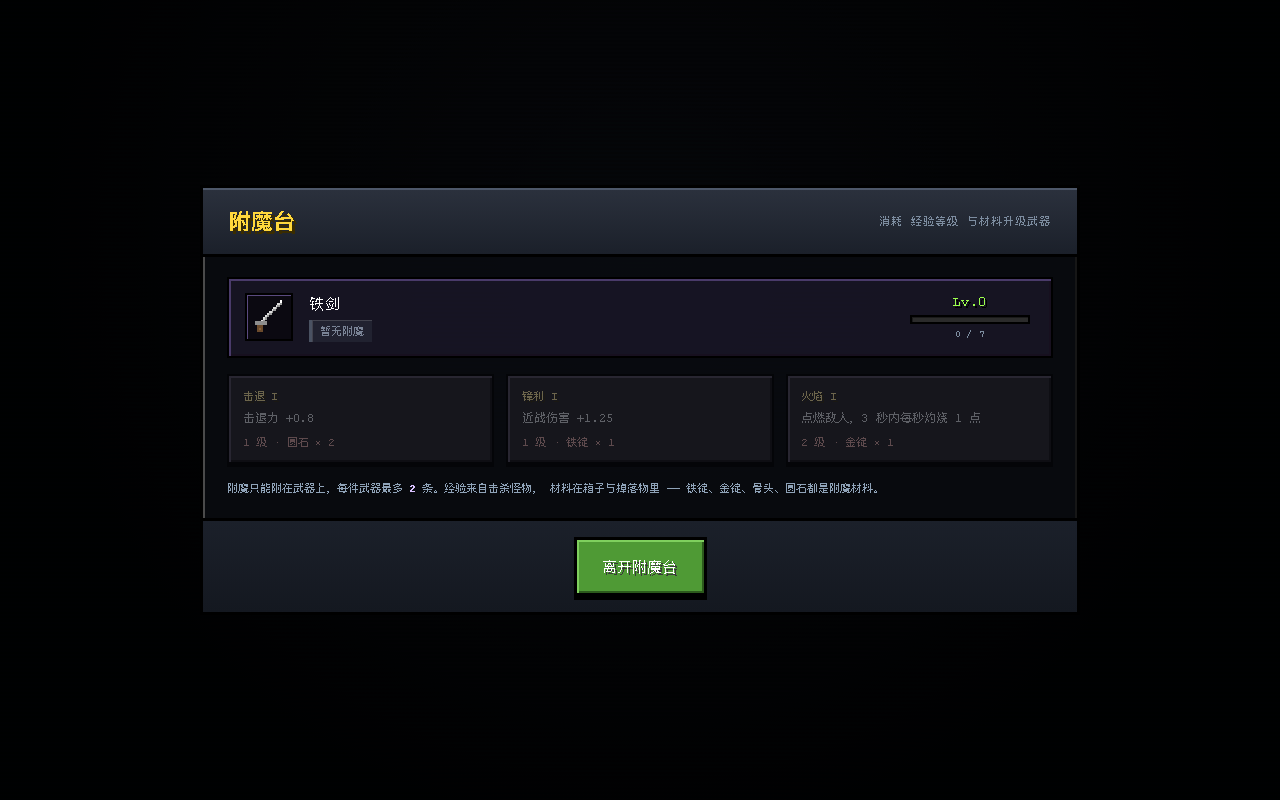 附魔台
消耗 经验等级 与材料升级武器
铁剑
暂无附魔
Lv.0
0 / 7
击退 I
击退力 +0.8
1 级 · 圆石 × 2
锋利 I
近战伤害 +1.25
1 级 · 铁锭 × 1
火焰 I
点燃敌人, 3 秒内每秒灼烧 1 点
2 级 · 金锭 × 1
附魔只能附在武器上, 每件武器最多 2 条。经验来自击杀怪物, 材料在箱子与掉落物里 —— 铁锭、金锭、骨头、圆石都是附魔材料。
离开附魔台